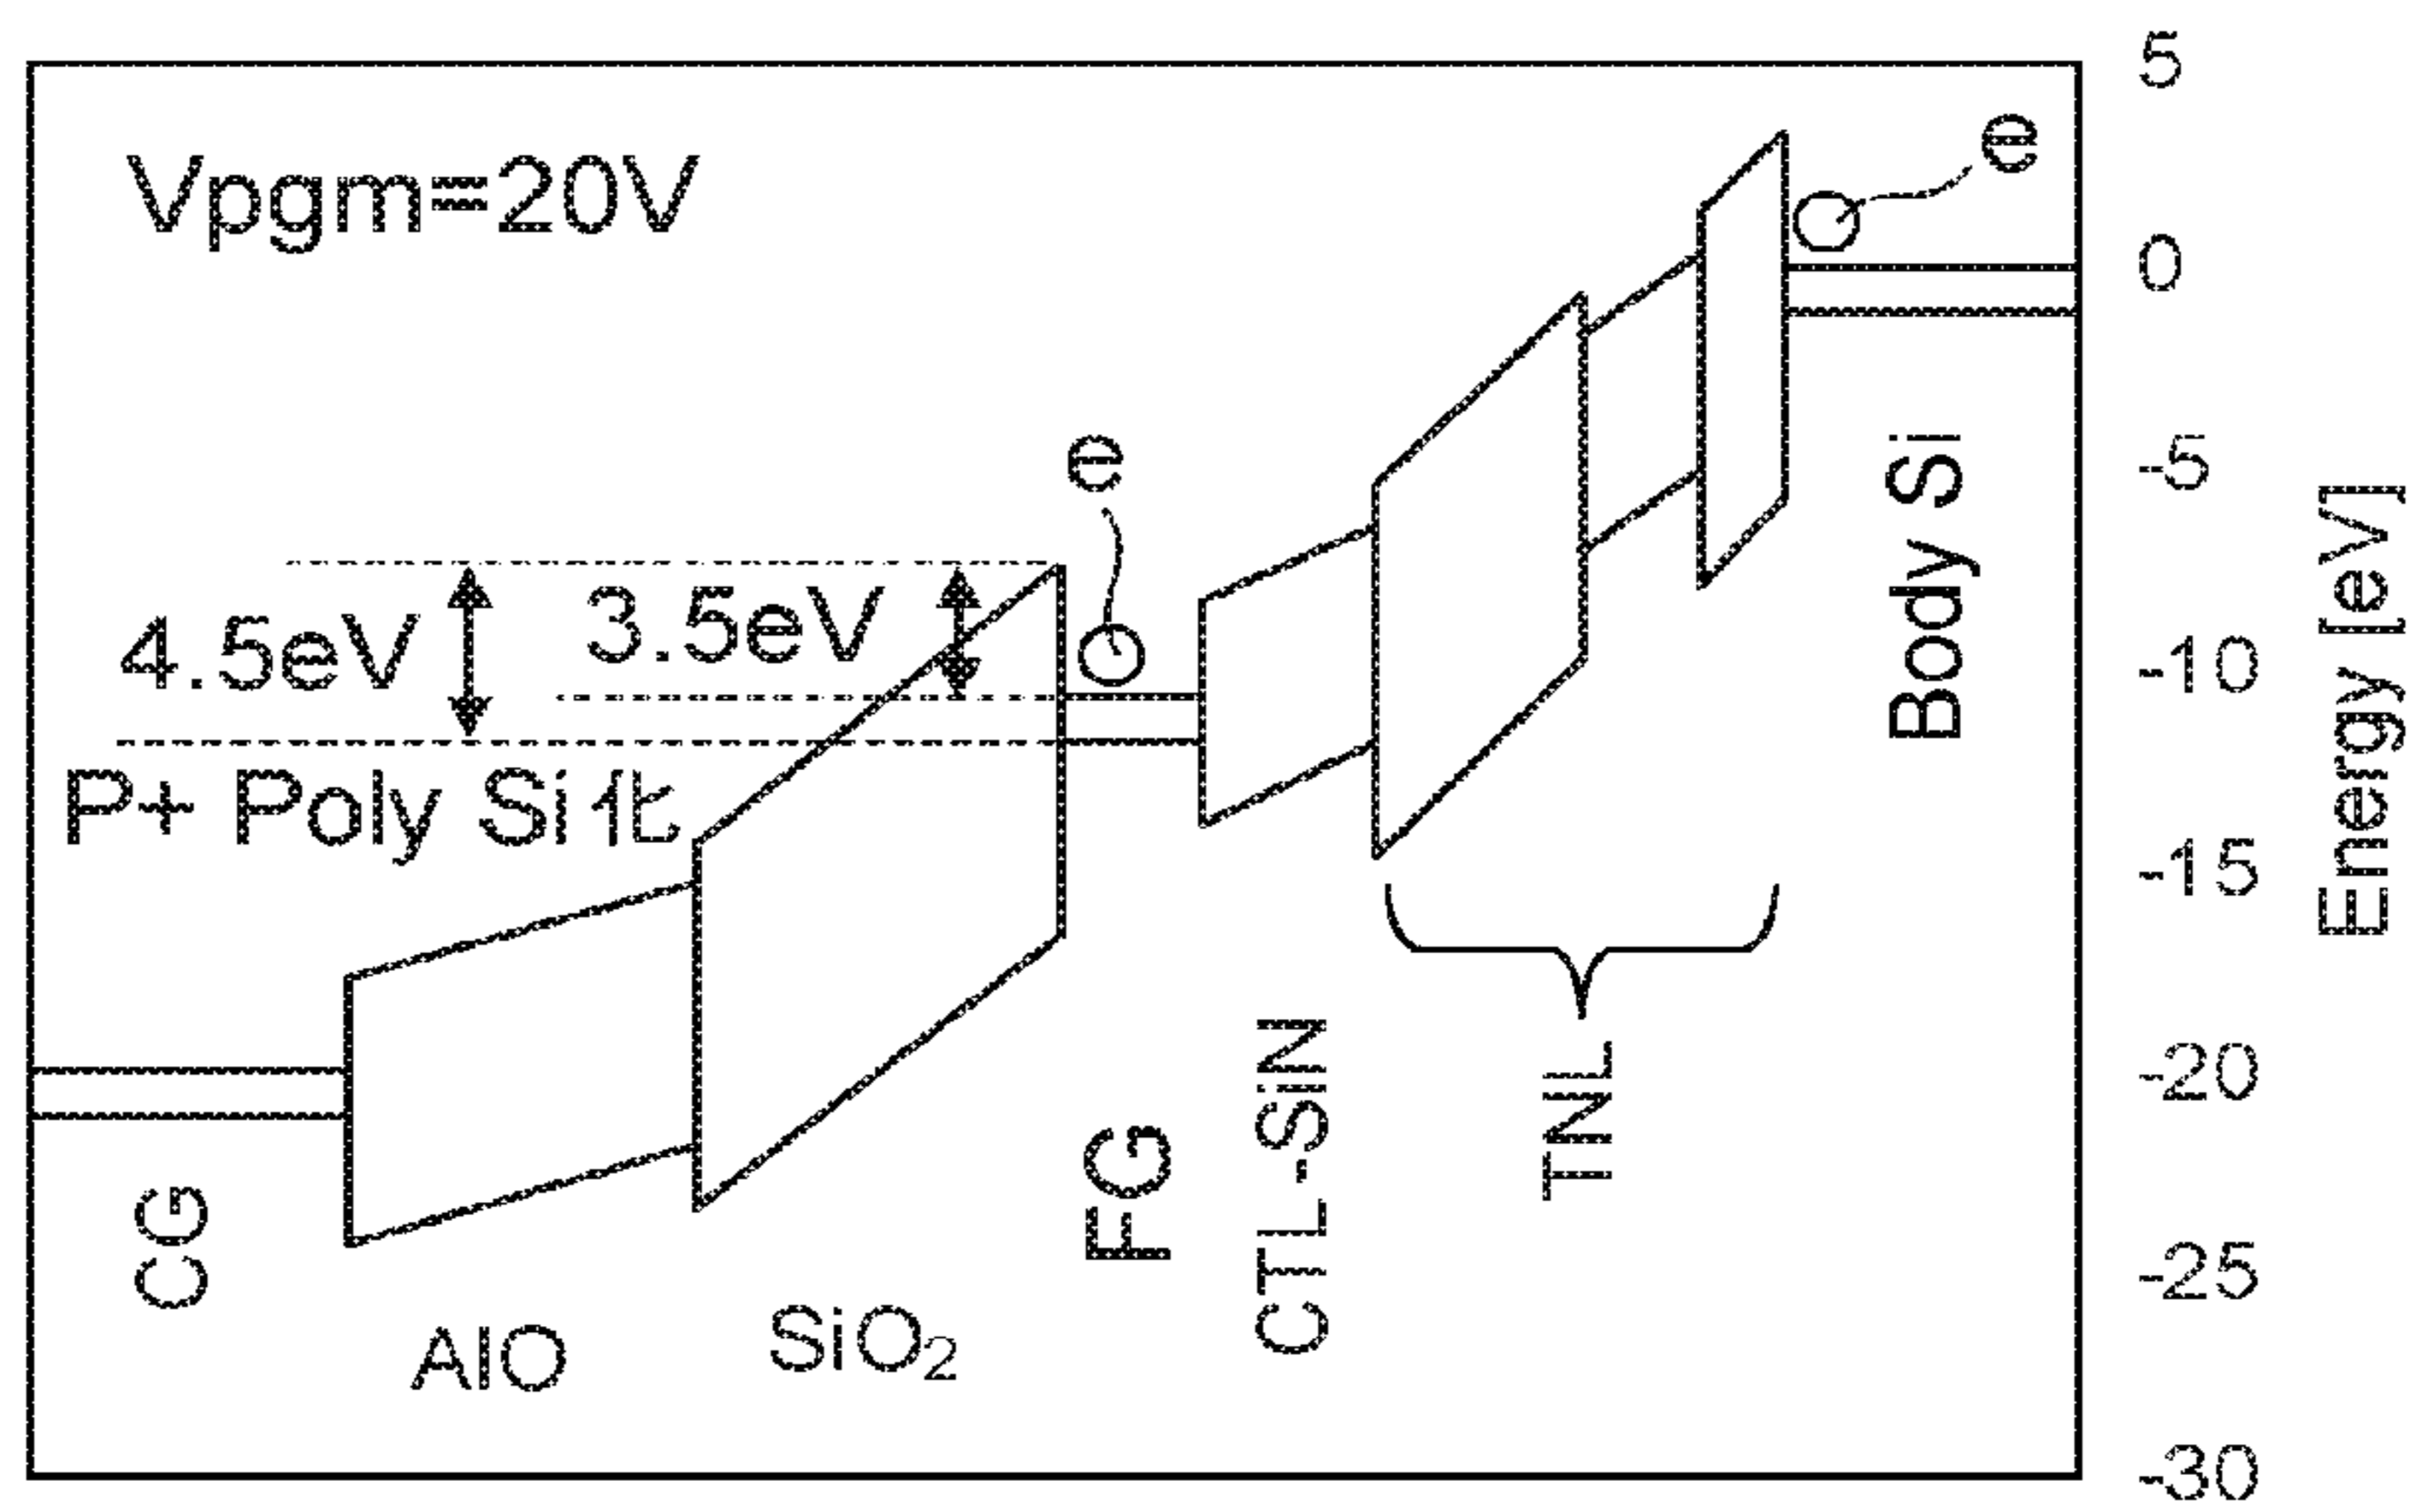 Vpgm=20V
e
e
4.5eV
3.5eV
P+ Poly Si化
CG
AlO
SiO₂
FG
CTL-SiN
TNL
Body Si
5
0
-5
-10
-15
-20
-25
-30
Energy [eV]